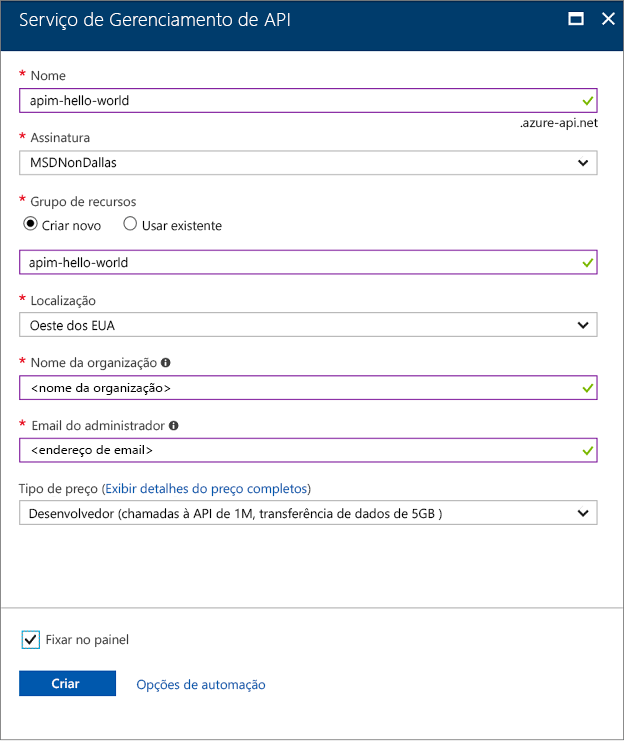 Serviço de Gerenciamento de API
* Nome
apim-hello-world
.azure-api.net
* Assinatura
MSDNonDallas
* Grupo de recursos
Criar novo Usar existente
apim-hello-world
* Localização
Oeste dos EUA
* Nome da organização
<nome da organização>
* Email do administrador
<endereço de email>
Tipo de preço (Exibir detalhes do preço completos)
Desenvolvedor (chamadas à API de 1M, transferência de dados de 5GB )
Fixar no painel
Criar Opções de automação